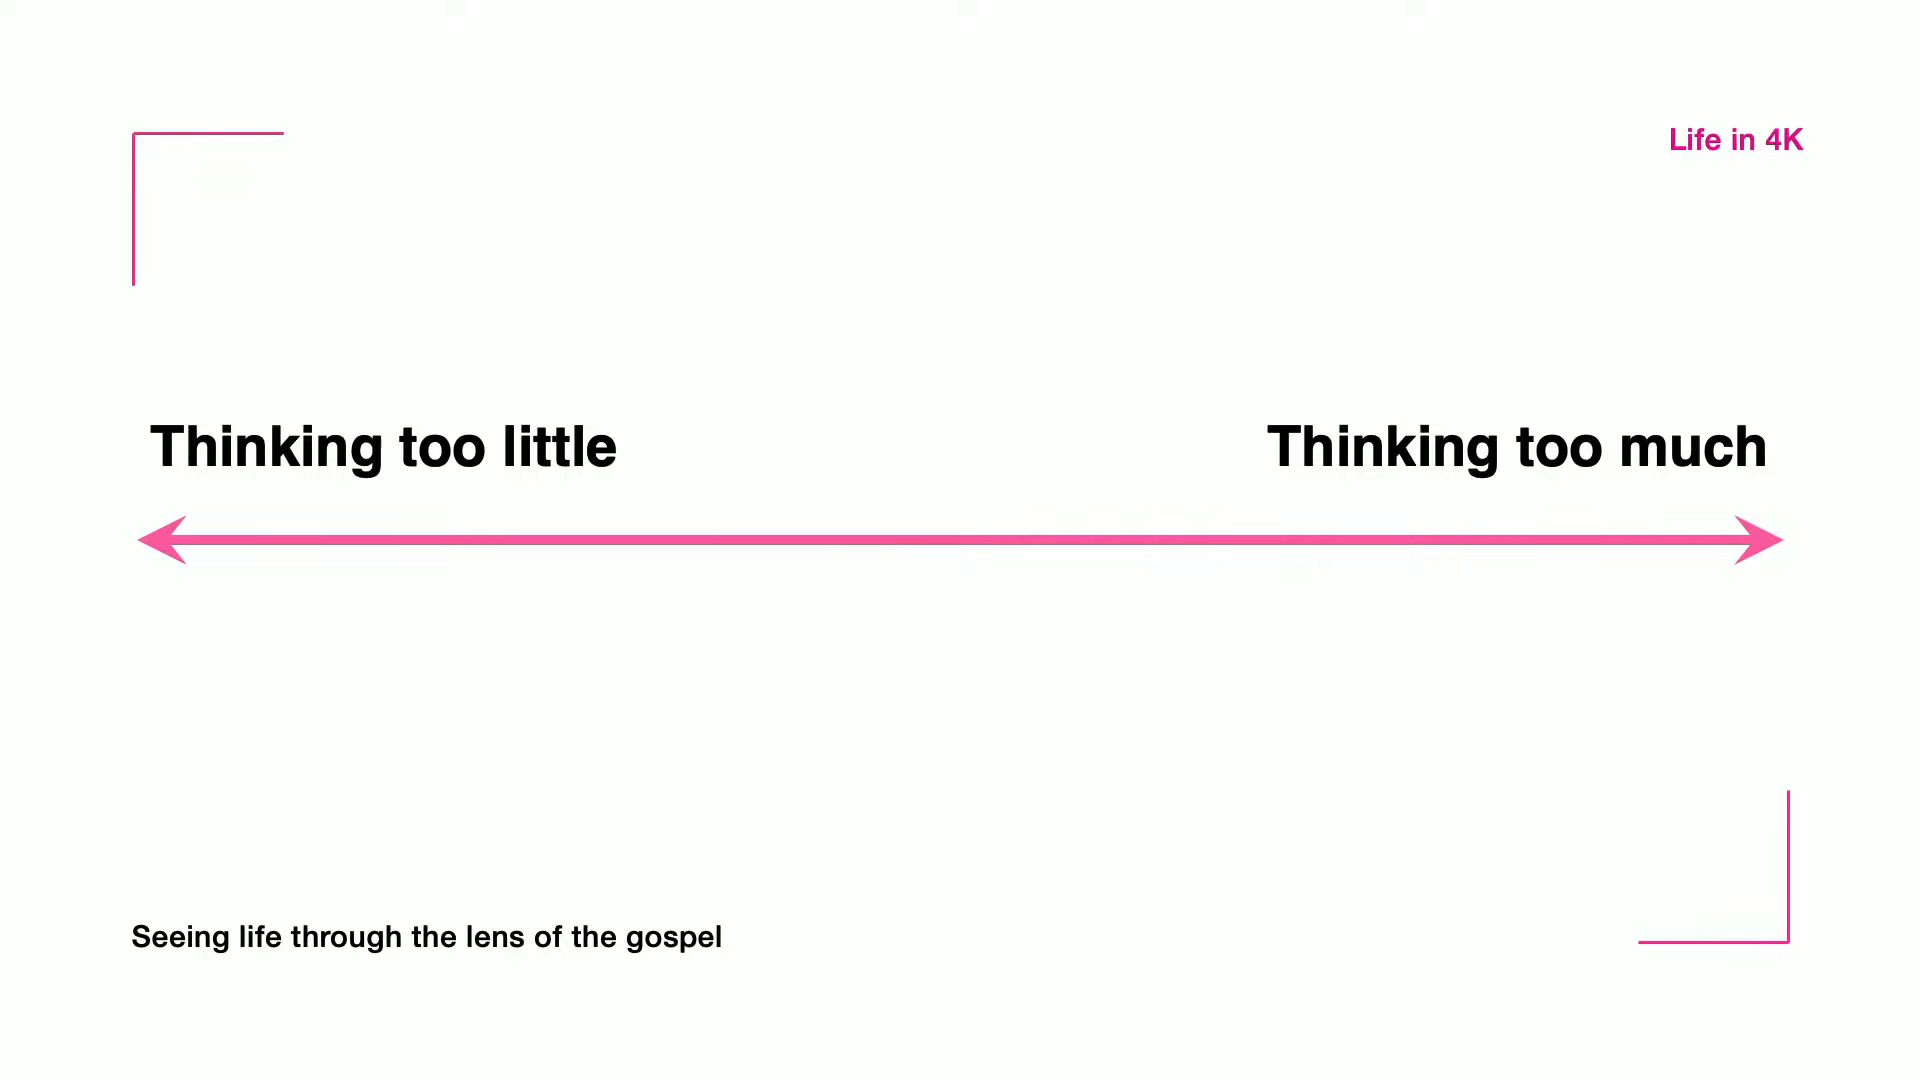 Life in 4K
Thinking too little
Thinking too much
Seeing life through the lens of the gospel